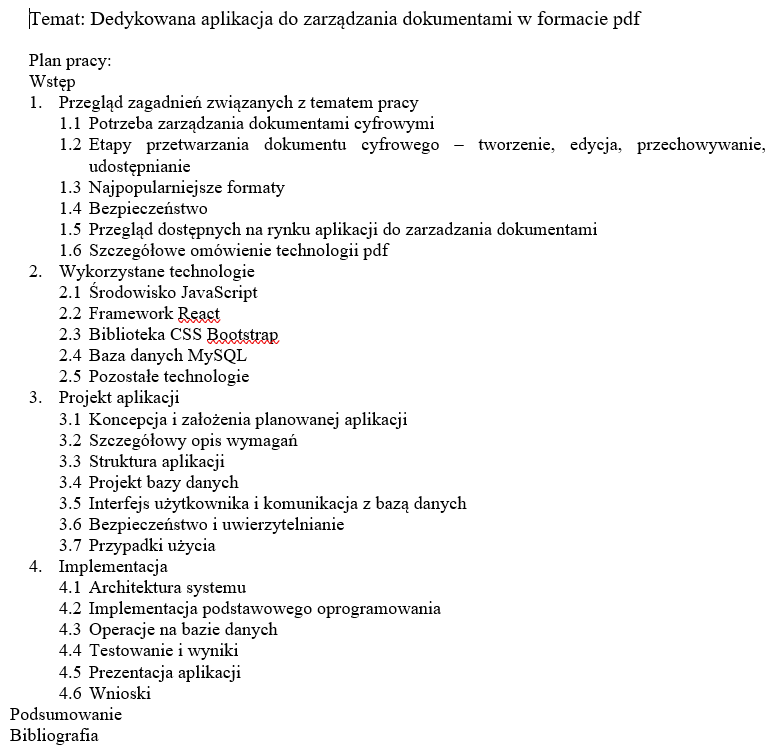 Temat: Dedykowana aplikacja do zarządzania dokumentami w formacie pdf
Plan pracy:
Wstęp
1. Przegląd zagadnień związanych z tematem pracy
1.1 Potrzeba zarządzania dokumentami cyfrowymi
1.2 Etapy przetwarzania dokumentu cyfrowego – tworzenie, edycja, przechowywanie,
udostępnianie
1.3 Najpopularniejsze formaty
1.4 Bezpieczeństwo
1.5 Przegląd dostępnych na rynku aplikacji do zarzadzania dokumentami
1.6 Szczegółowe omówienie technologii pdf
2. Wykorzystane technologie
2.1 Środowisko JavaScript
2.2 Framework React
2.3 Biblioteka CSS Bootstrap
2.4 Baza danych MySQL
2.5 Pozostałe technologie
3. Projekt aplikacji
3.1 Koncepcja i założenia planowanej aplikacji
3.2 Szczegółowy opis wymagań
3.3 Struktura aplikacji
3.4 Projekt bazy danych
3.5 Interfejs użytkownika i komunikacja z bazą danych
3.6 Bezpieczeństwo i uwierzytelnianie
3.7 Przypadki użycia
4. Implementacja
4.1 Architektura systemu
4.2 Implementacja podstawowego oprogramowania
4.3 Operacje na bazie danych
4.4 Testowanie i wyniki
4.5 Prezentacja aplikacji
4.6 Wnioski
Podsumowanie
Bibliografia